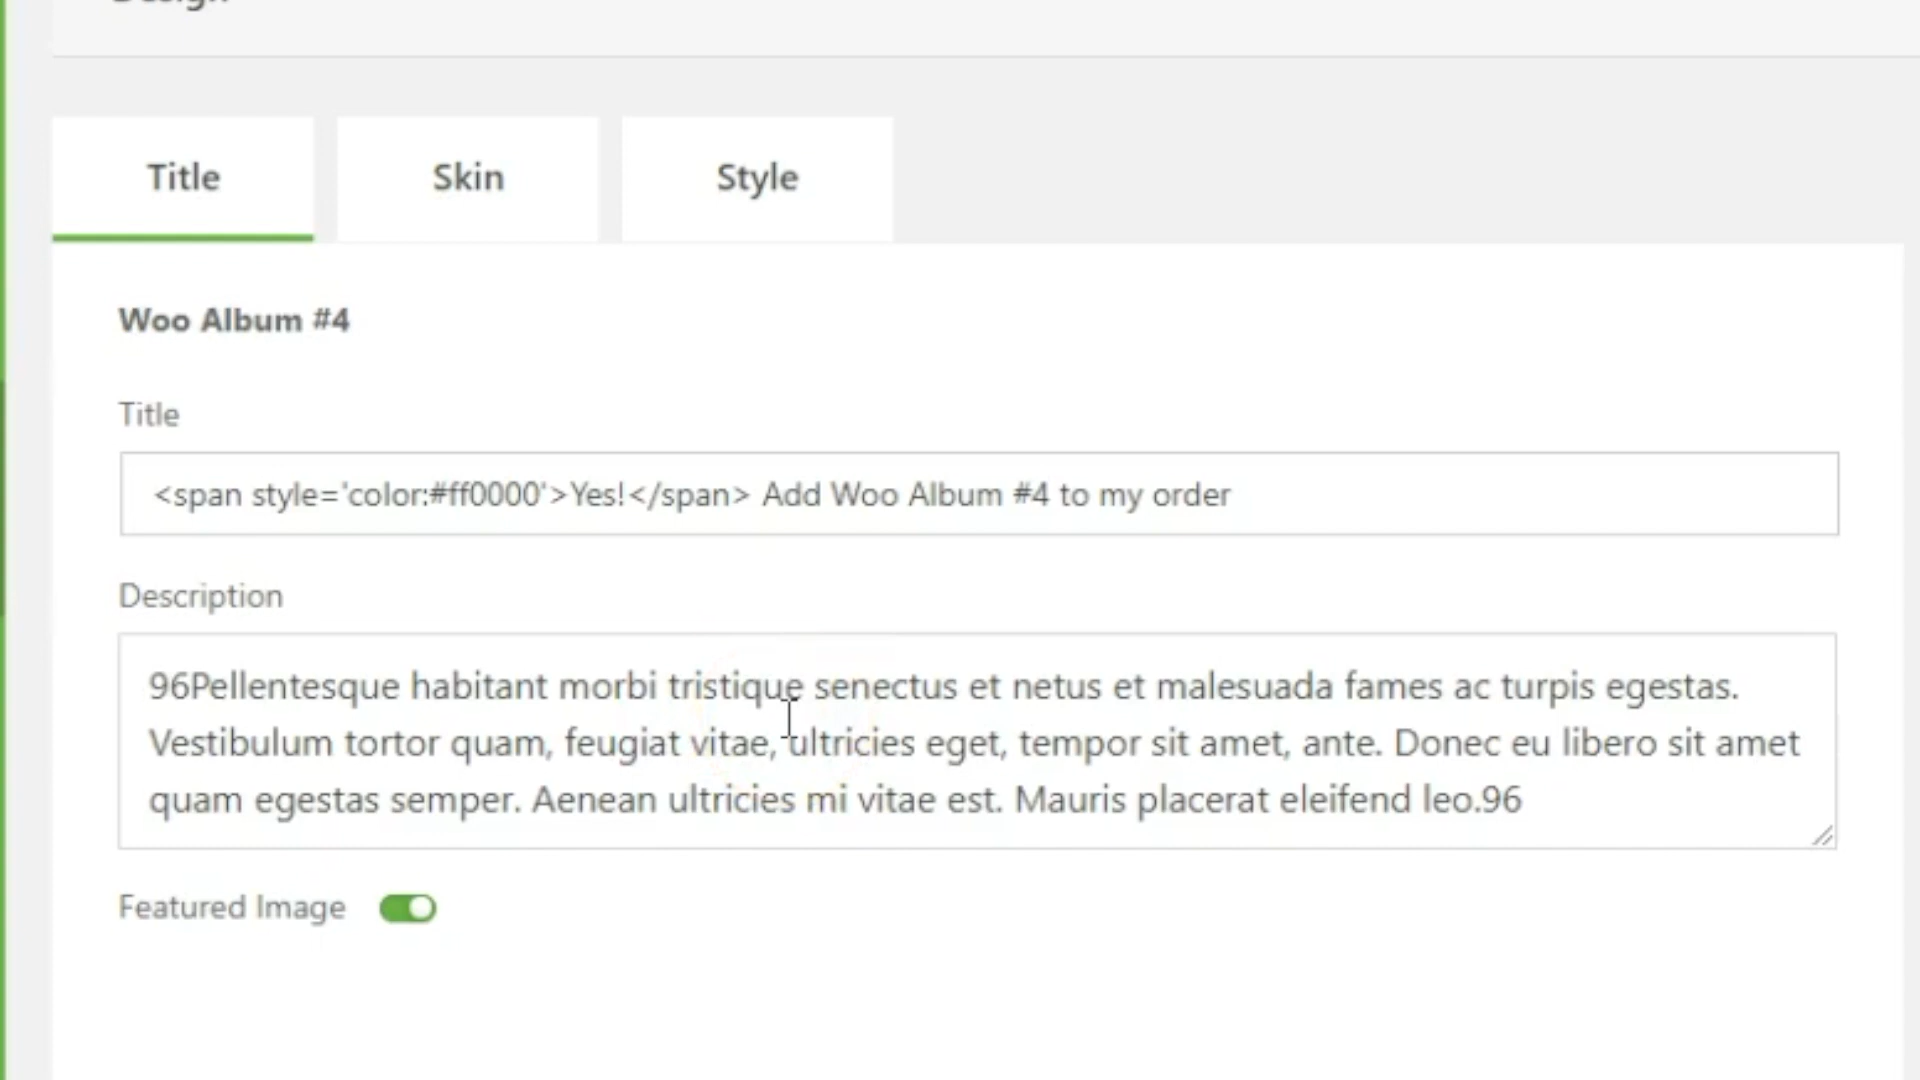 Design
Title
Skin
Style
Woo Album #4
Title
<span style='color:#ff0000'>Yes!</span> Add Woo Album #4 to my order
Description
96Pellentesque habitant morbi tristique senectus et netus et malesuada fames ac turpis egestas.
Vestibulum tortor quam, feugiat vitae, ultricies eget, tempor sit amet, ante. Donec eu libero sit amet
quam egestas semper. Aenean ultricies mi vitae est. Mauris placerat eleifend leo.96
Featured Image